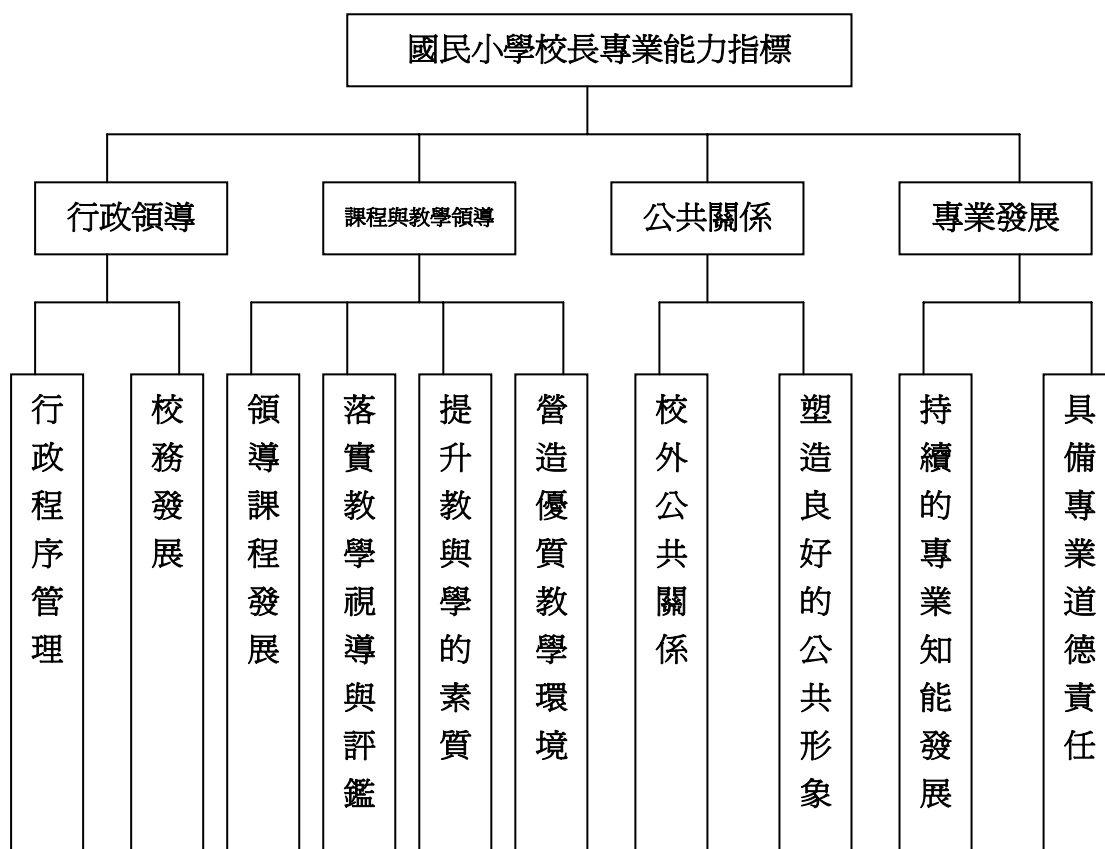 國民小學校長專業能力指標
行政領導
課程與教學領導
公共關係
專業發展
行政程序管理
校務發展
領導課程發展
落實教學視導與評鑑
提升教與學的素質
營造優質教學環境
校外公共關係
塑造良好的公共形象
持續的專業知能發展
具備專業道德責任